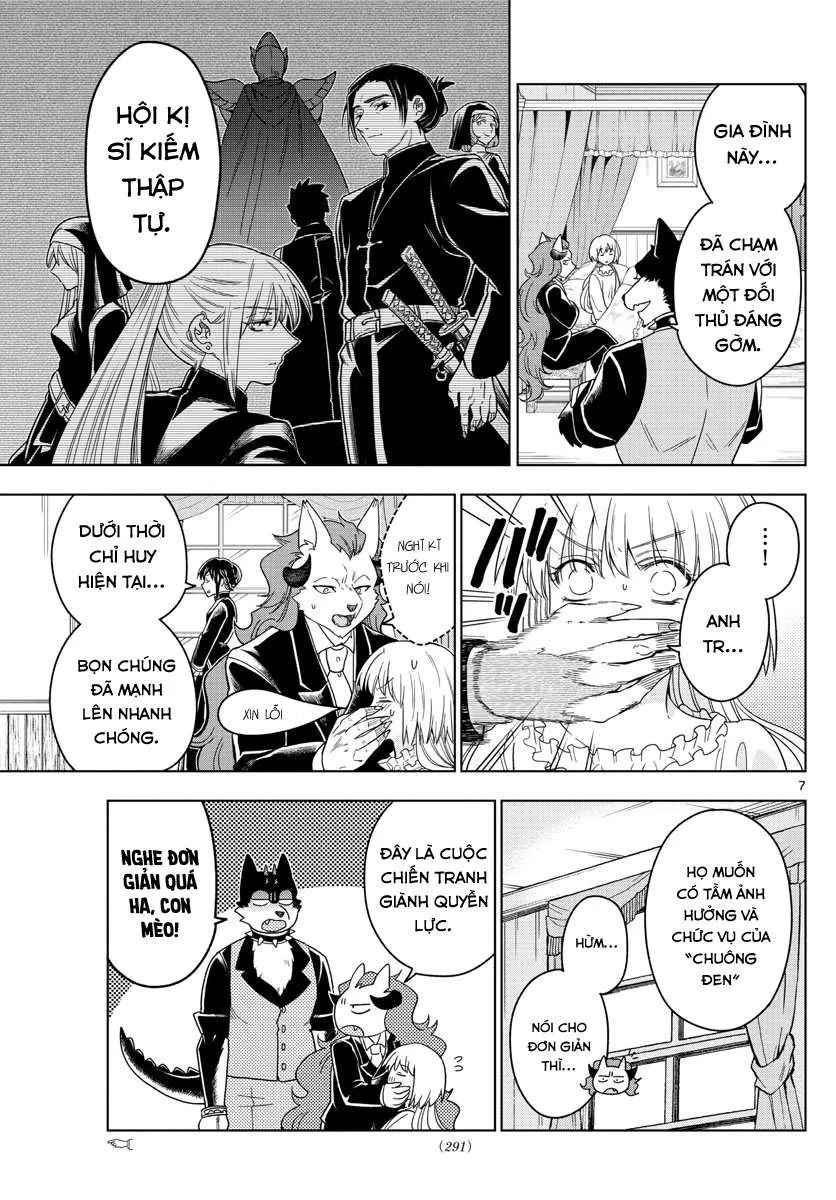 GIA ĐÌNH
NÀY...
ĐÃ CHẠM
TRÁN VỚI
MỘT ĐỐI
THỦ ĐÁNG
GỜM.
HỘI KỊ
SĨ KIẾM
THẬP
TỰ.
...!
ANH
TR...
NGHĨ KĨ
TRƯỚC KHI
NÓI!
XIN LỖI
DƯỚI THỜI
CHỈ HUY
HIỆN TẠI...
BỌN CHÚNG
ĐÃ MẠNH
LÊN NHANH
CHÓNG.
7
HỌ MUỐN
CÓ TẦM ẢNH
HƯỞNG VÀ
CHỨC VỤ CỦA
"CHUÔNG
ĐEN"
HỪM...
NÓI CHO
ĐƠN GIẢN
THÌ...
ĐÂY LÀ CUỘC
CHIẾN TRANH
GIÀNH QUYỀN
LỰC.
NGHE ĐƠN
GIẢN QUÁ
HA, CON
MÈO!
(291)